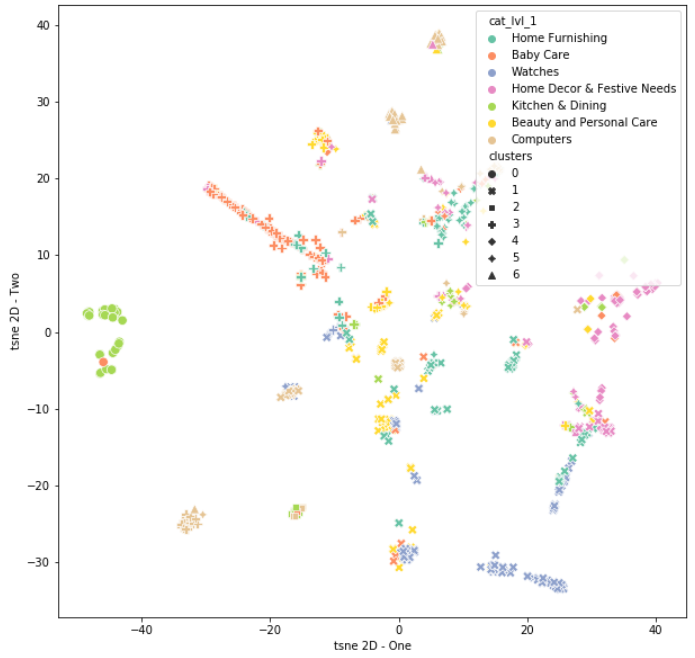 cat_lvl_1
Home Furnishing
Baby Care
Watches
Home Decor & Festive Needs
Kitchen & Dining
Beauty and Personal Care
Computers
clusters
0
1
2
3
4
5
6
40
30
20
10
0
−10
−20
−30
tsne 2D - Two
−40
−20
0
20
40
tsne 2D - One